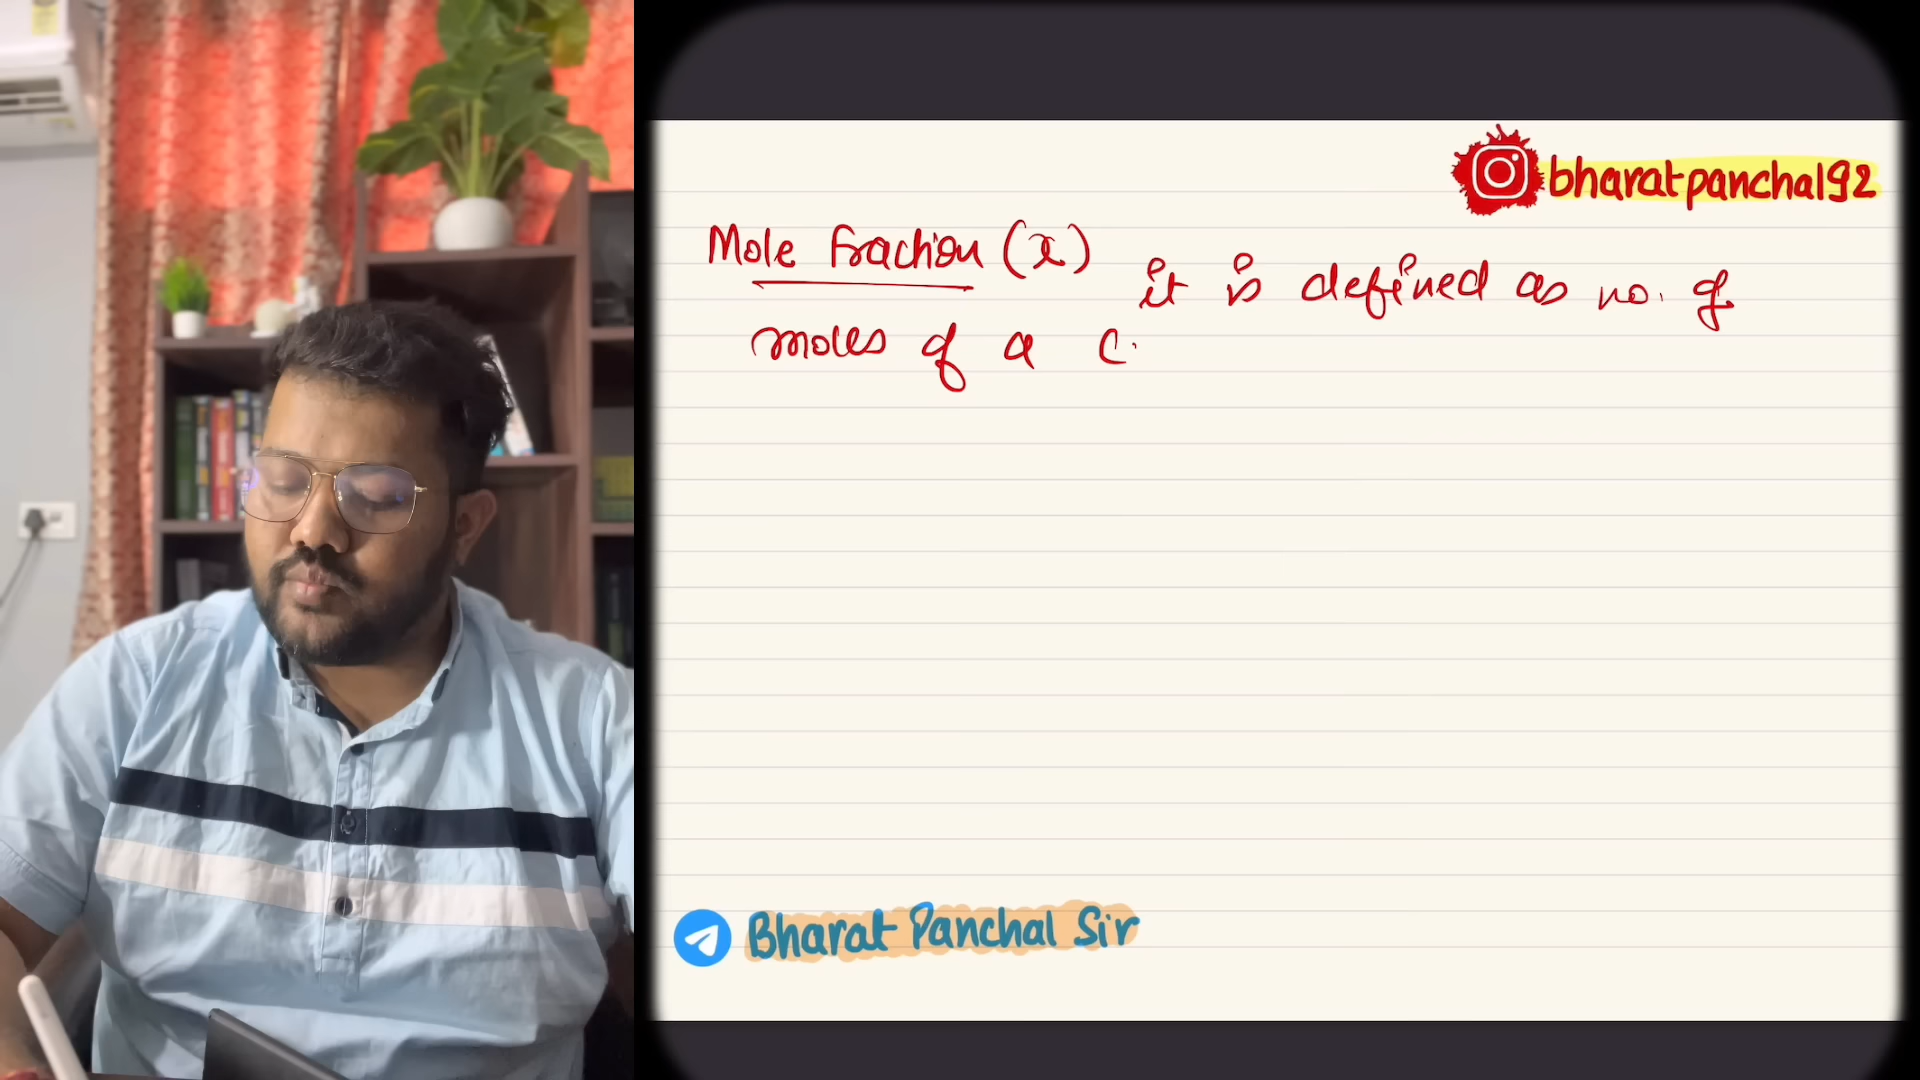 bharatpanchal92
Mole Fraction (x) it is defined as no. of
moles of a c.
Bharat Panchal Sir